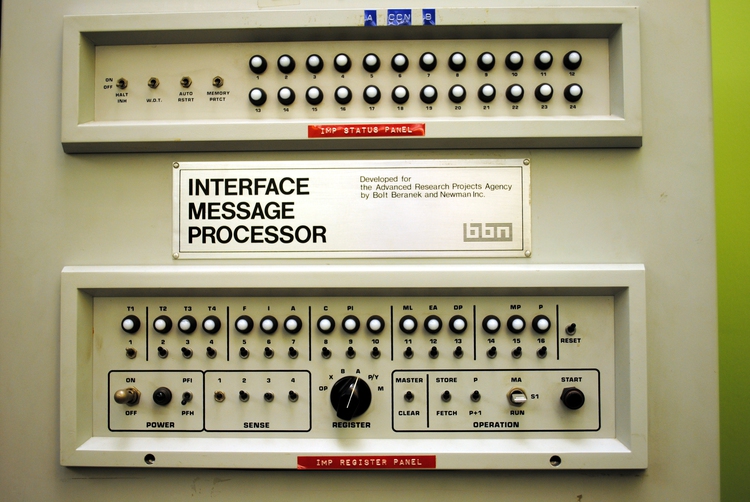 A CCN B
1 2 3 4 5 6 7 8 9 10 11 12
ON
OFF
HALT
INH
W.D.T.
AUTO
RSTRT
MEMORY
PRTCT
13 14 15 16 17 18 19 20 21 22 23 24
IMP STATUS PANEL
INTERFACE
MESSAGE
PROCESSOR
Developed for
the Advanced Research Projects Agency
by Bolt Beranek and Newman Inc.
bbn
T1 T2 T3 T4 F I A C PI ML EA OP MP P
1 2 3 4 5 6 7 8 9 10 11 12 13 14 15 16
RESET
ON
OFF
PFI
PFH
POWER
1 2 3 4
SENSE
OP X B A P/Y M
REGISTER
MASTER
CLEAR
STORE
FETCH
P
P+1
MA
S1
RUN
START
OPERATION
IMP REGISTER PANEL